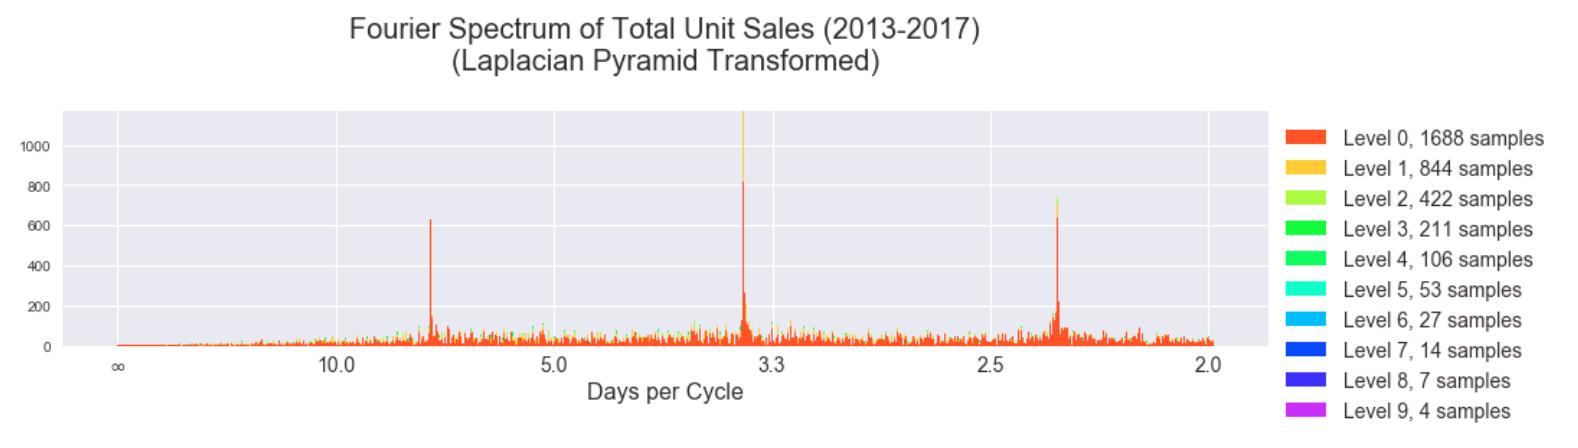 Fourier Spectrum of Total Unit Sales (2013-2017)
(Laplacian Pyramid Transformed)
1000
800
600
400
200
0
∞ 10.0 5.0 3.3 2.5 2.0
Days per Cycle
Level 0, 1688 samples
Level 1, 844 samples
Level 2, 422 samples
Level 3, 211 samples
Level 4, 106 samples
Level 5, 53 samples
Level 6, 27 samples
Level 7, 14 samples
Level 8, 7 samples
Level 9, 4 samples